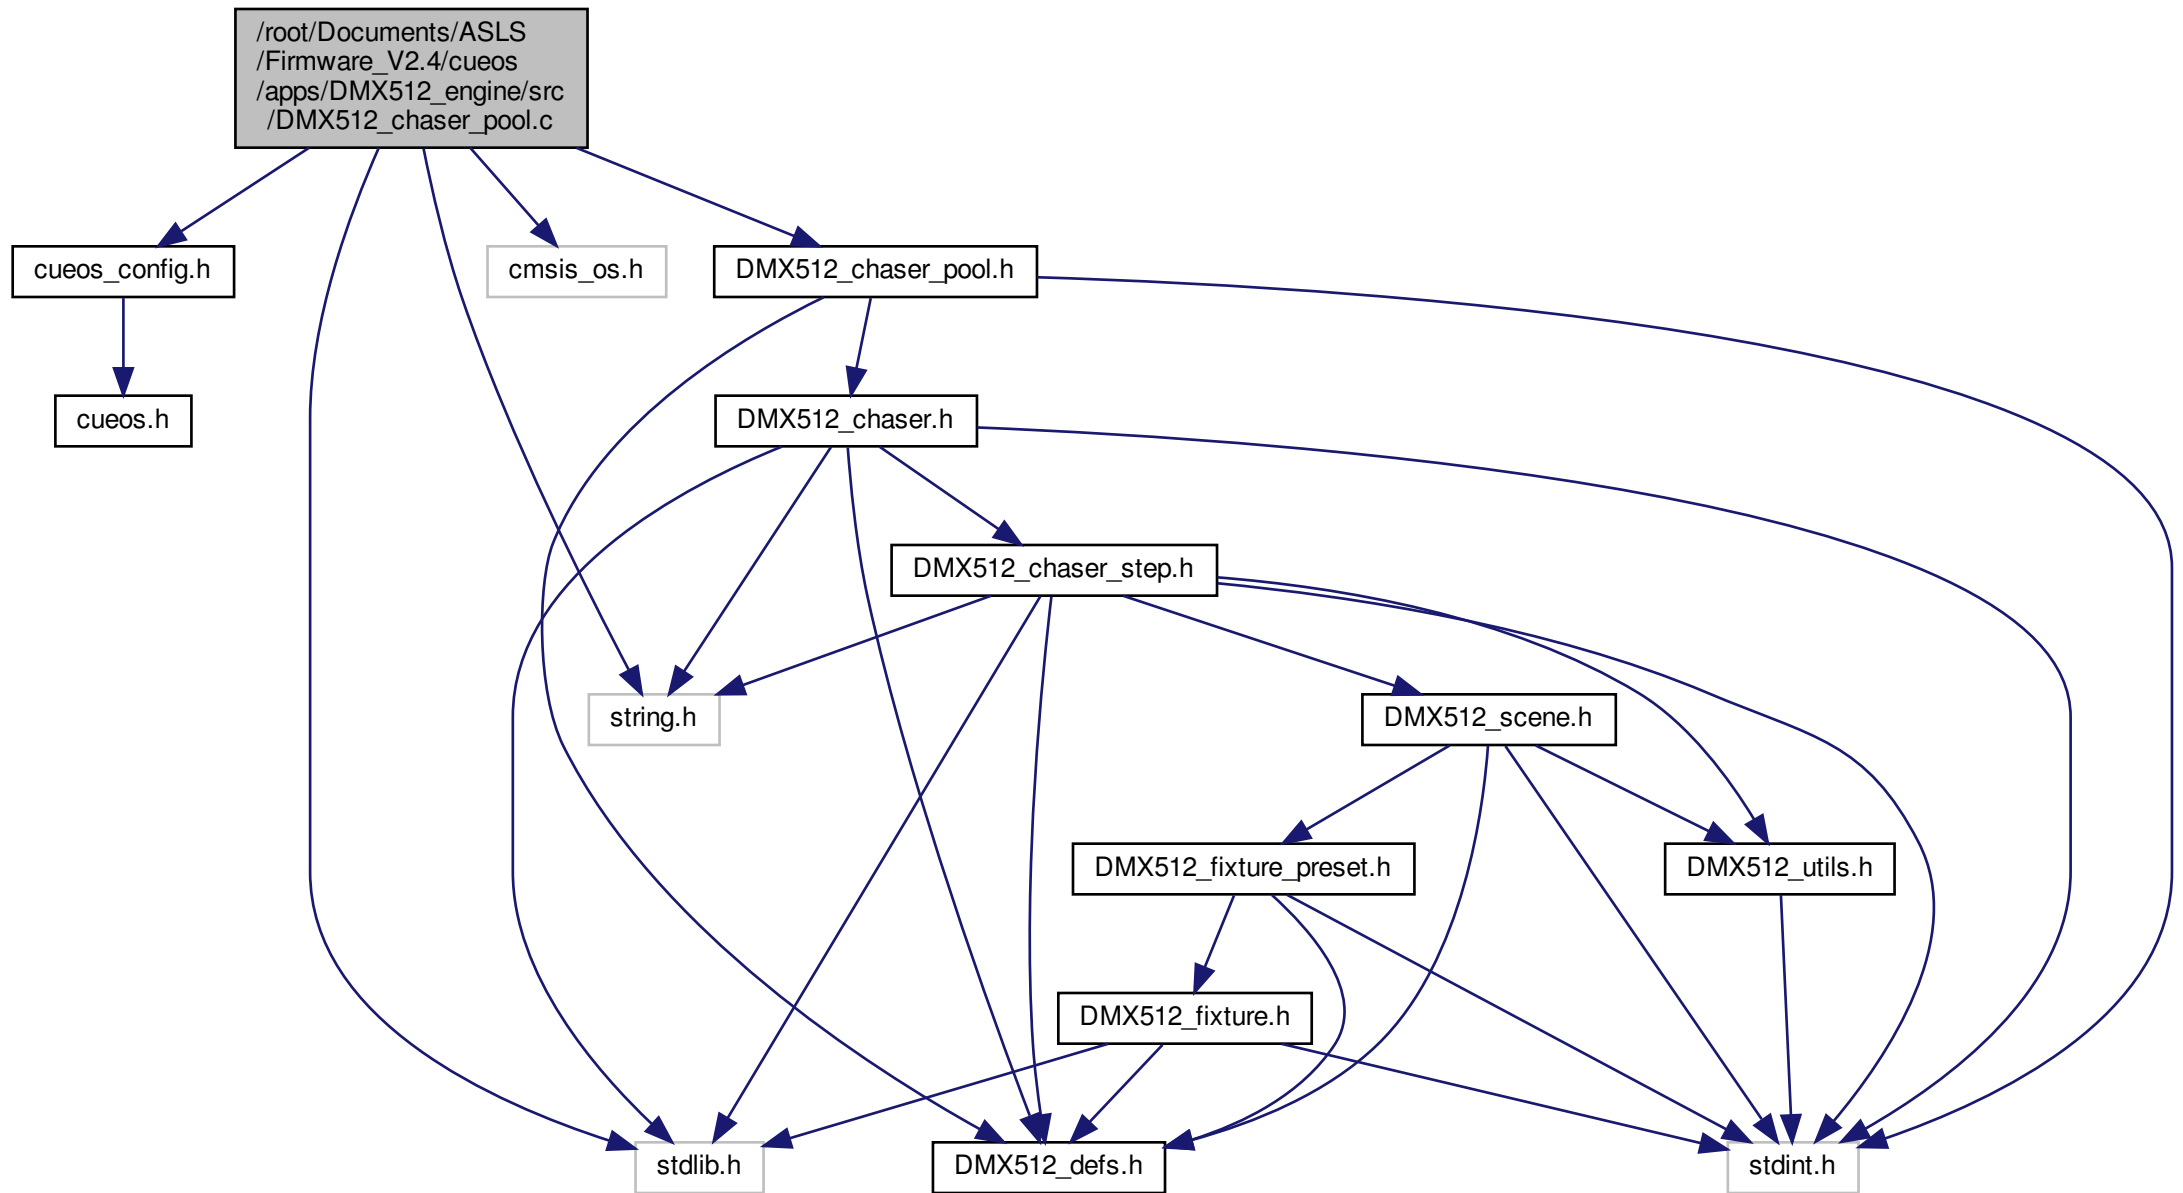 /root/Documents/ASLS
/Firmware_V2.4/cueos
/apps/DMX512_engine/src
/DMX512_chaser_pool.c
cueos_config.h
cmsis_os.h
DMX512_chaser_pool.h
cueos.h
DMX512_chaser.h
DMX512_chaser_step.h
string.h
DMX512_scene.h
DMX512_fixture_preset.h
DMX512_utils.h
DMX512_fixture.h
stdlib.h
DMX512_defs.h
stdint.h